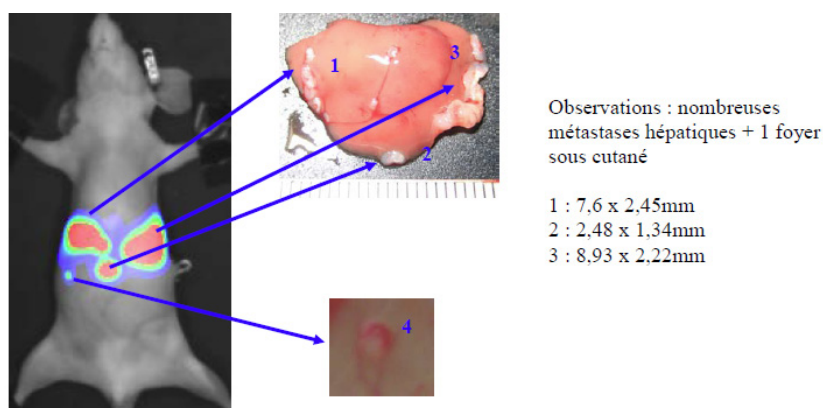 1
3
2
4
Observations : nombreuses
métastases hépatiques + 1 foyer
sous cutané
1 : 7,6 x 2,45mm
2 : 2,48 x 1,34mm
3 : 8,93 x 2,22mm